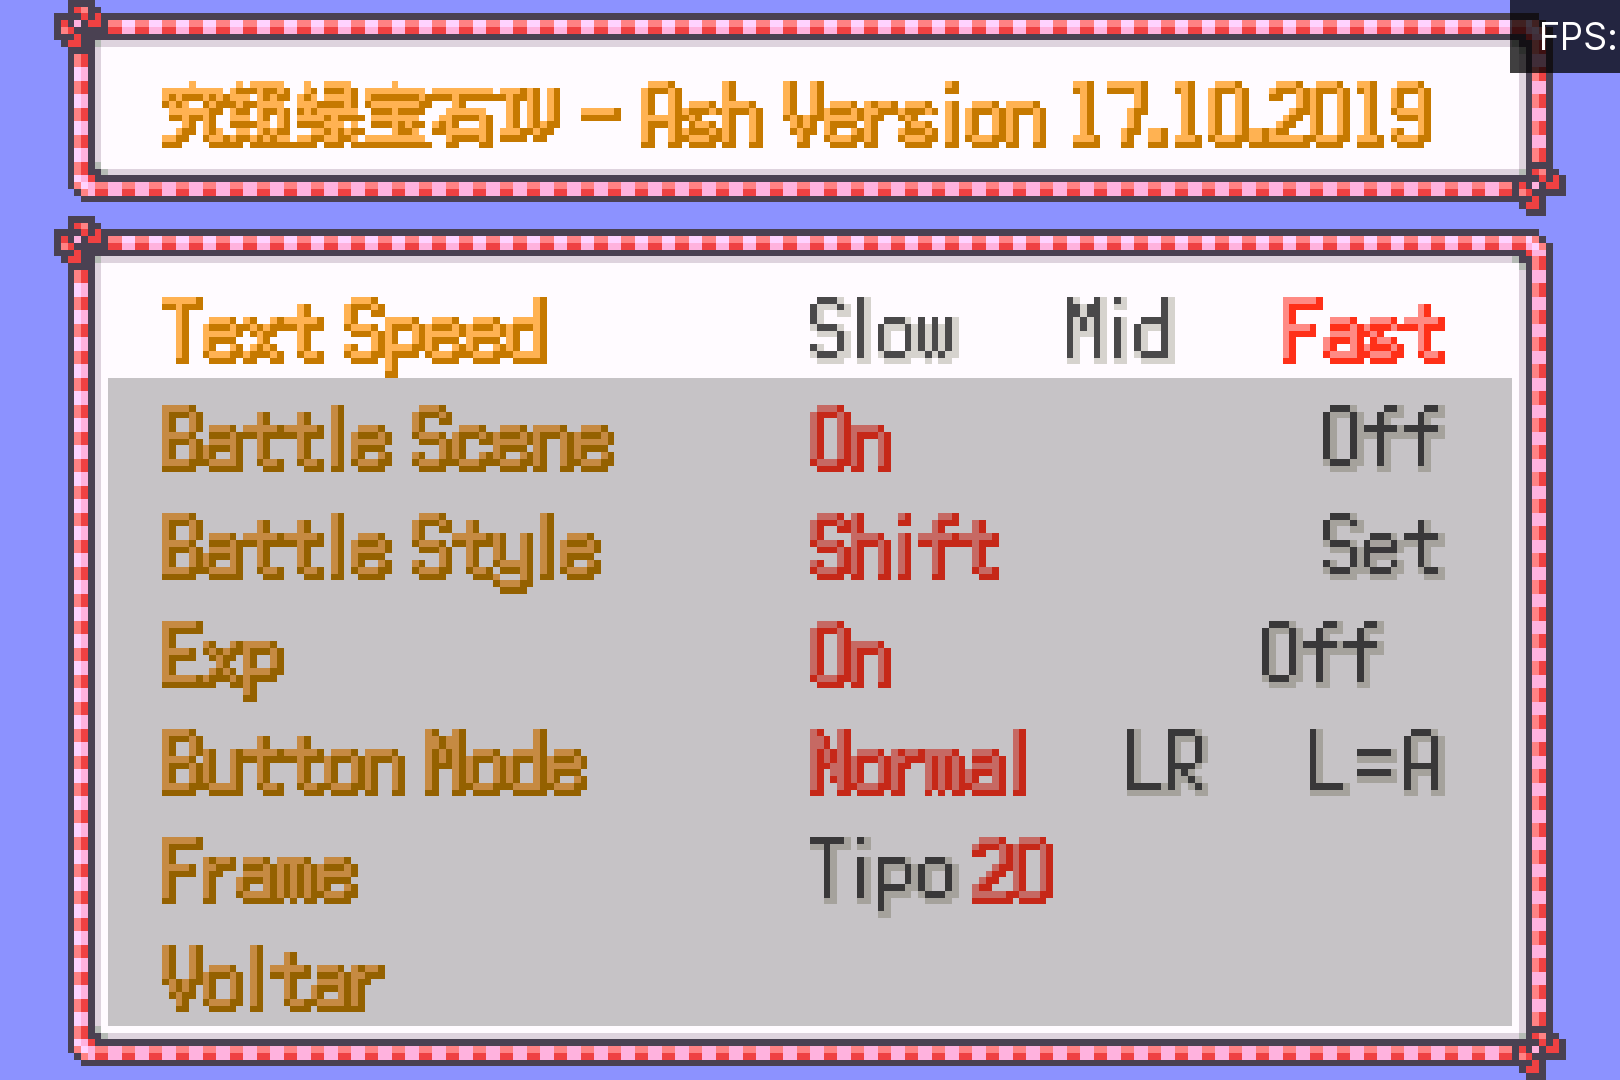 FPS:
究极绿宝石IV - Ash Version 17.10.2019
Text Speed Slow Mid Fast
Battle Scene On Off
Battle Style Shift Set
Exp On Off
Button Mode Normal LR L=A
Frame Tipo 20
Voltar